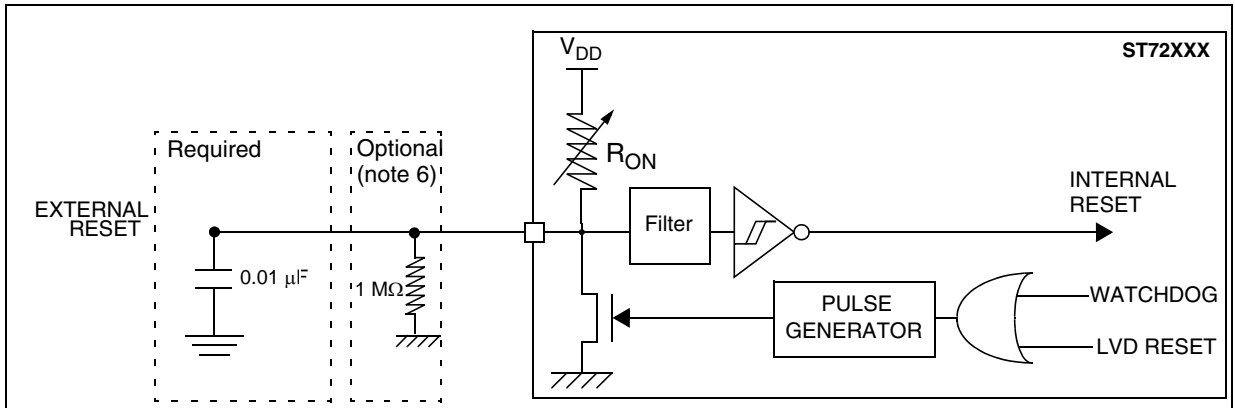 V_DD
ST72XXX
Required
Optional
(note 6)
R_ON
EXTERNAL
RESET
Filter
INTERNAL
RESET
0.01 μF
1 MΩ
PULSE
GENERATOR
WATCHDOG
LVD RESET